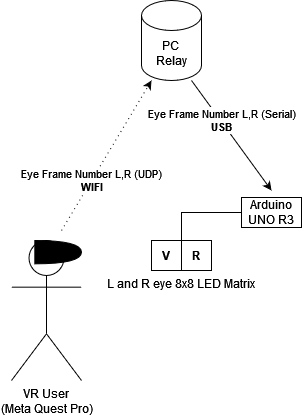 PC
Relay
Eye Frame Number L,R (Serial)
USB
Eye Frame Number L,R (UDP)
WIFI
Arduino
UNO R3
V R
L and R eye 8x8 LED Matrix
VR User
(Meta Quest Pro)